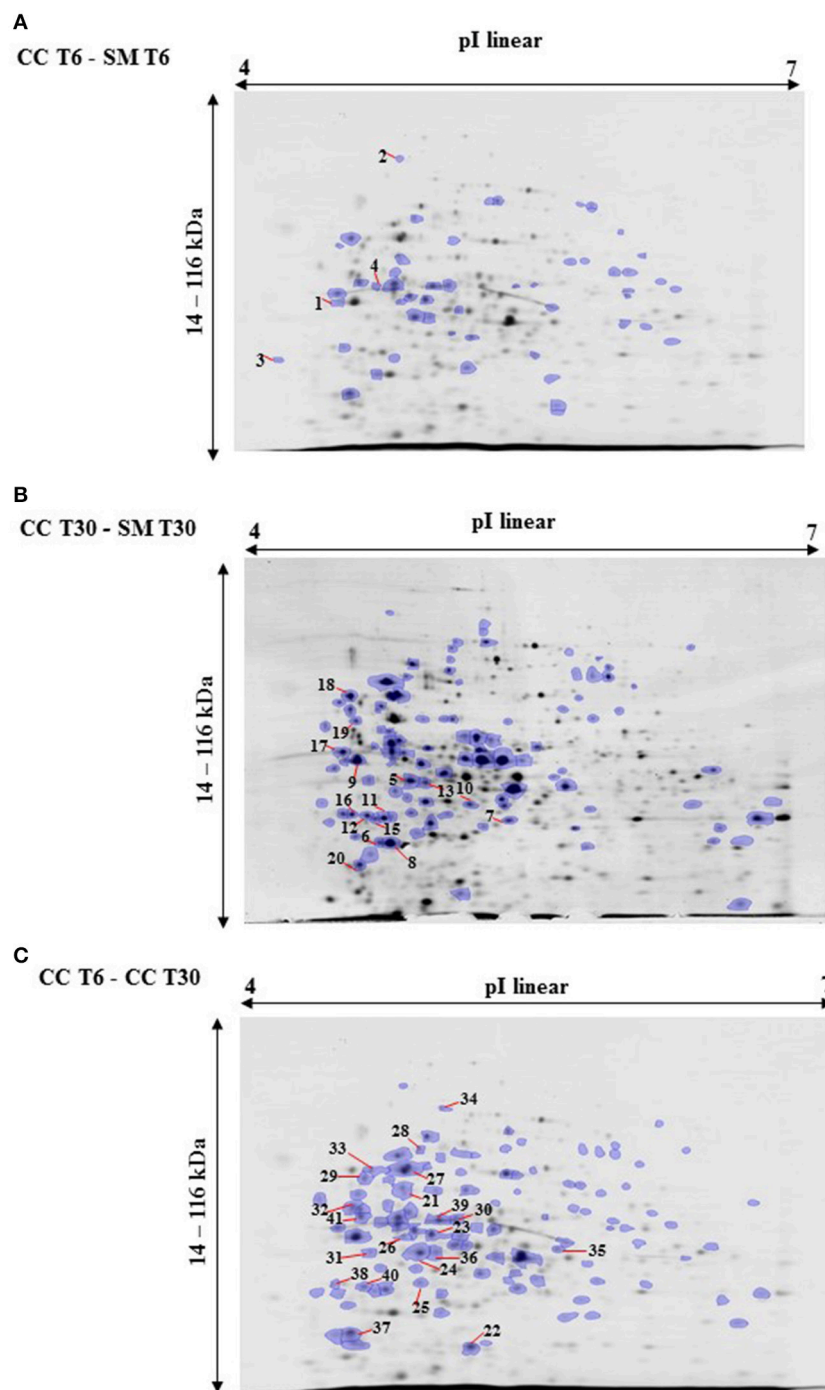 A
CC T6 - SM T6
pI linear
4 7
14 – 116 kDa
2
4
1
3
B
CC T30 - SM T30
pI linear
4 7
14 – 116 kDa
18
19
17
9
5
13 10
16 11
7
12 15
6
8
20
C
CC T6 - CC T30
pI linear
4 7
14 – 116 kDa
34
28
33
29 27
21
32 39 30
41
23
26
31 36 35
24
38 40
25
37
22